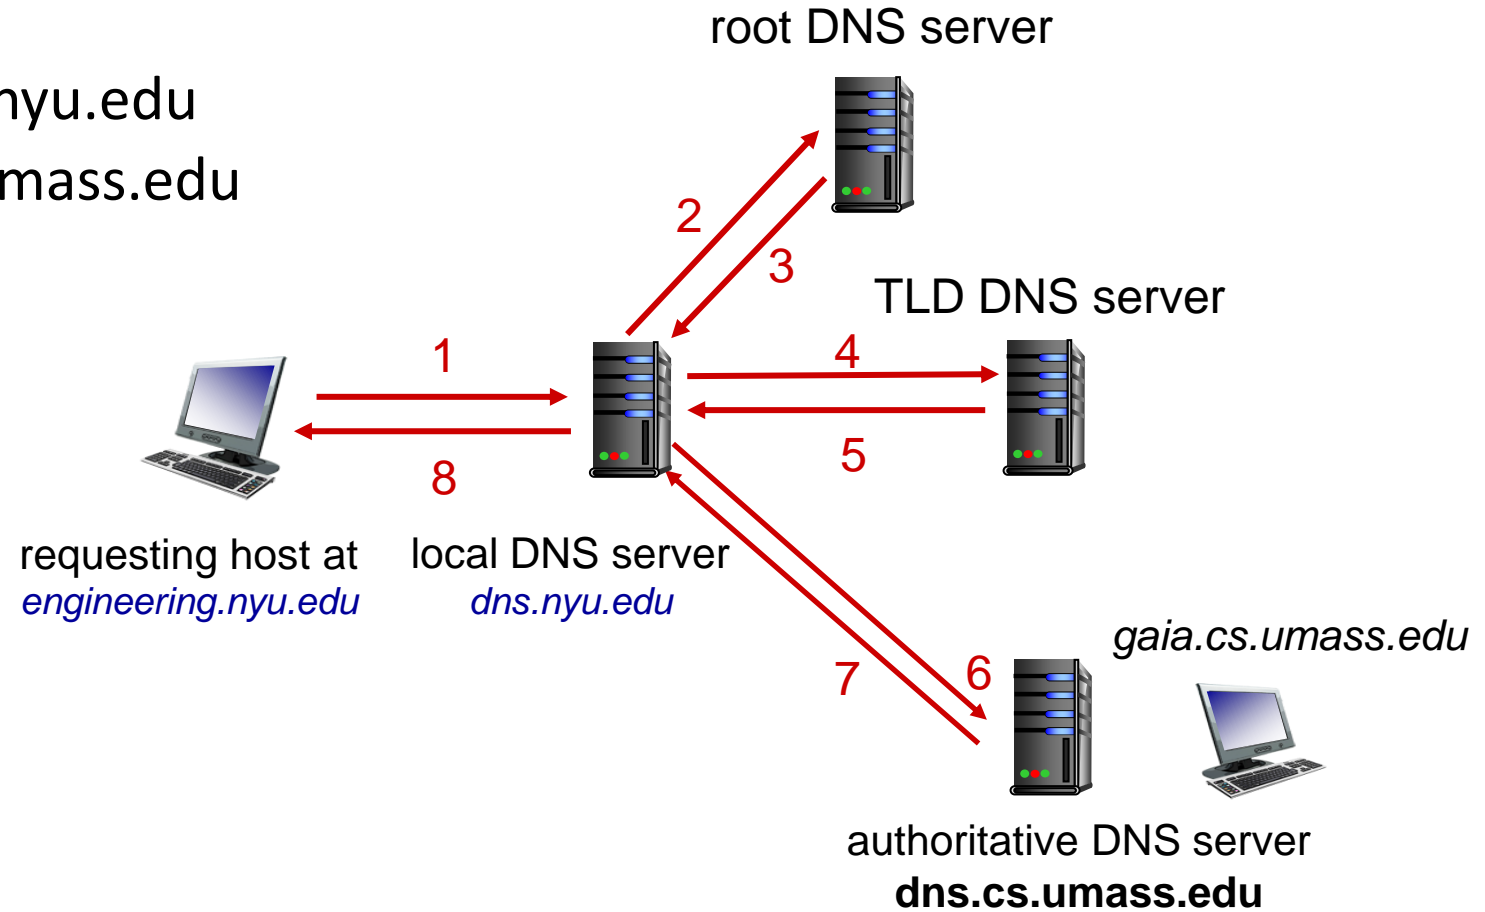 root DNS server
nyu.edu
mass.edu
2
3
TLD DNS server
1
4
8
5
requesting host at
engineering.nyu.edu
local DNS server
dns.nyu.edu
gaia.cs.umass.edu
7
6
authoritative DNS server
dns.cs.umass.edu